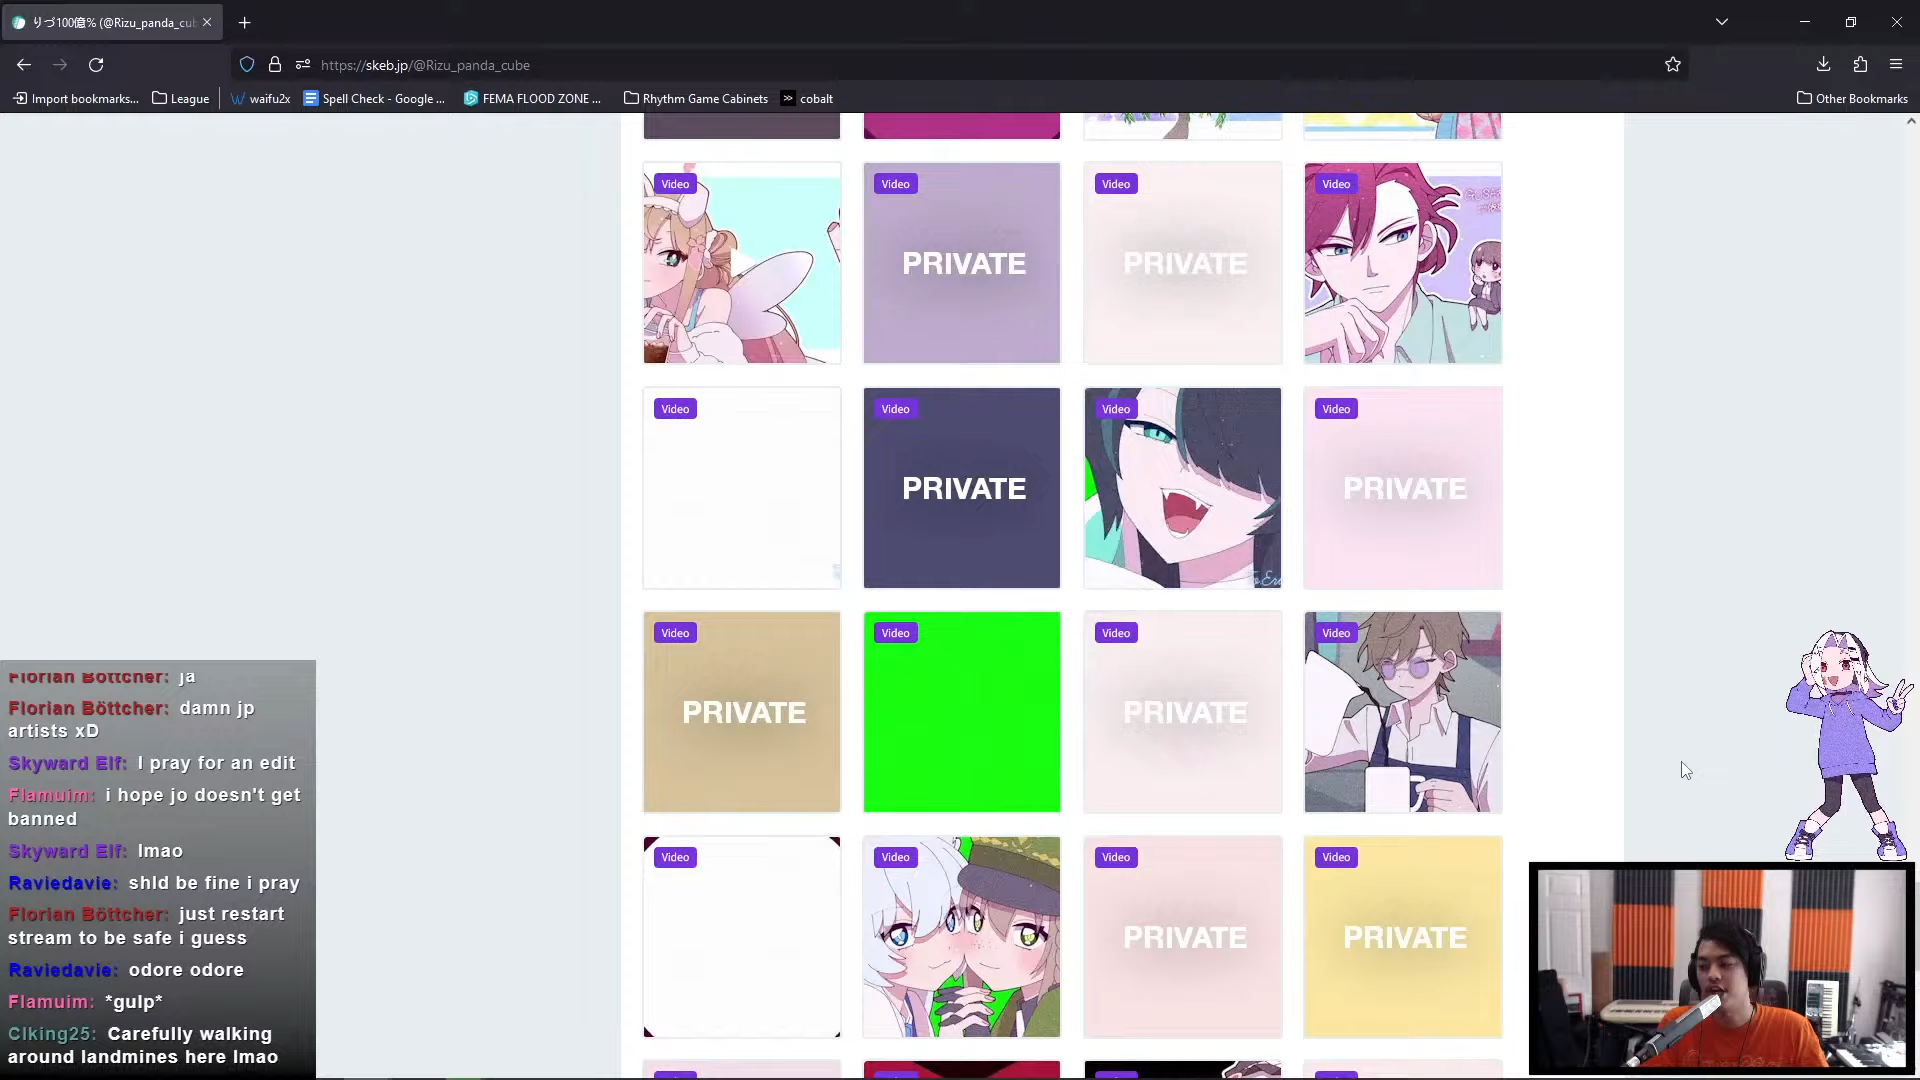 りづ100億% (@Rizu_panda_cub
https://skeb.jp/@Rizu_panda_cube
Import bookmarks...
League
waifu2x
Spell Check - Google ...
FEMA FLOOD ZONE ...
Rhythm Game Cabinets
cobalt
Other Bookmarks
Video
Video
Video
Video
PRIVATE
PRIVATE
Video
Video
Video
Video
PRIVATE
PRIVATE
Video
Video
Video
Video
PRIVATE
PRIVATE
Video
Video
Video
Video
PRIVATE
PRIVATE
Florian Böttcher: ja
Florian Böttcher: damn jp
artists xD
Skyward Elf: I pray for an edit
Flamuim: i hope jo doesn't get
banned
Skyward Elf: lmao
Raviedavie: shld be fine i pray
Florian Böttcher: just restart
stream to be safe i guess
Raviedavie: odore odore
Flamuim: *gulp*
Clking25: Carefully walking
around landmines here lmao